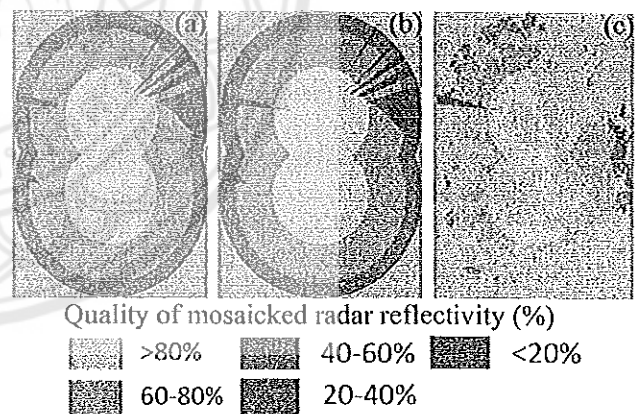 (a) (b) (c)
Quality of mosaicked radar reflectivity (%)
>80% 40-60% <20%
60-80% 20-40%